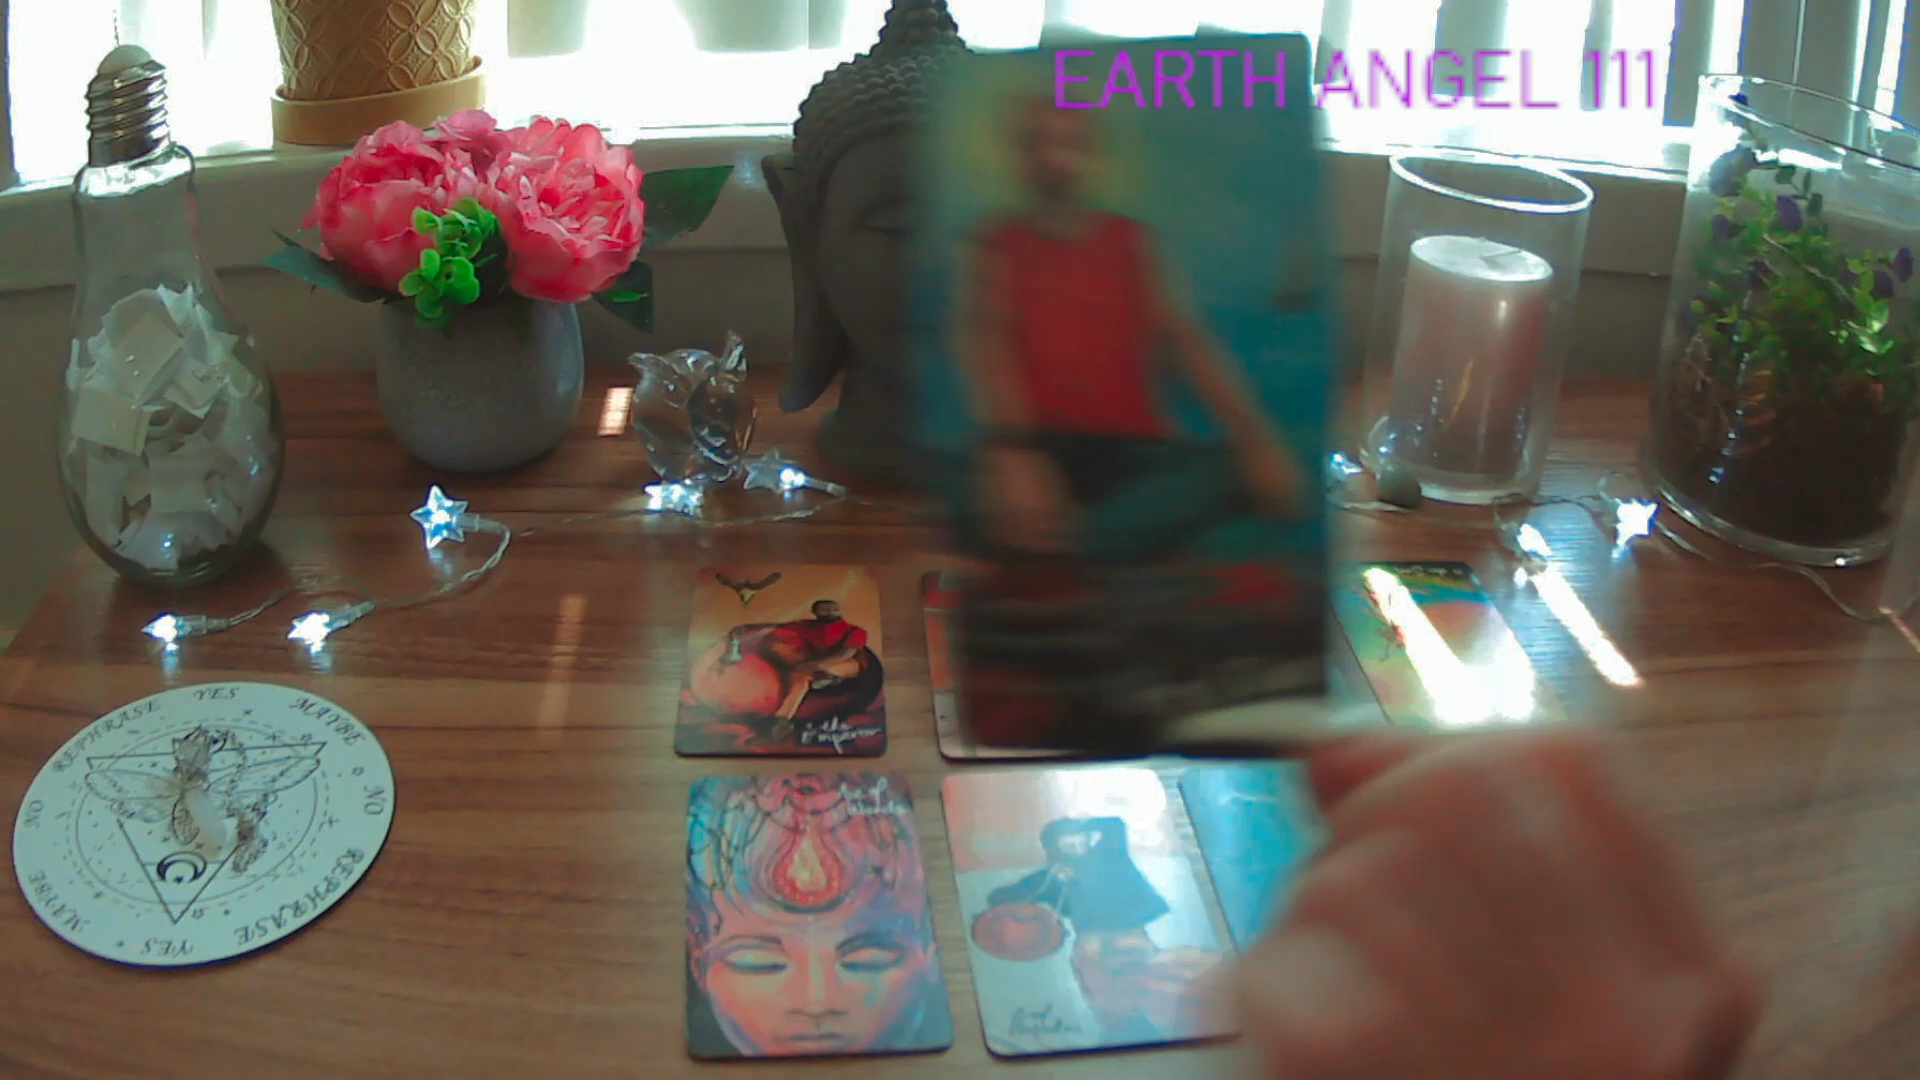 EARTH ANGEL 111
the
Emperor
YES
MAYBE
NO
REPHRASE
YES
MAYBE
NO
REPHRASE